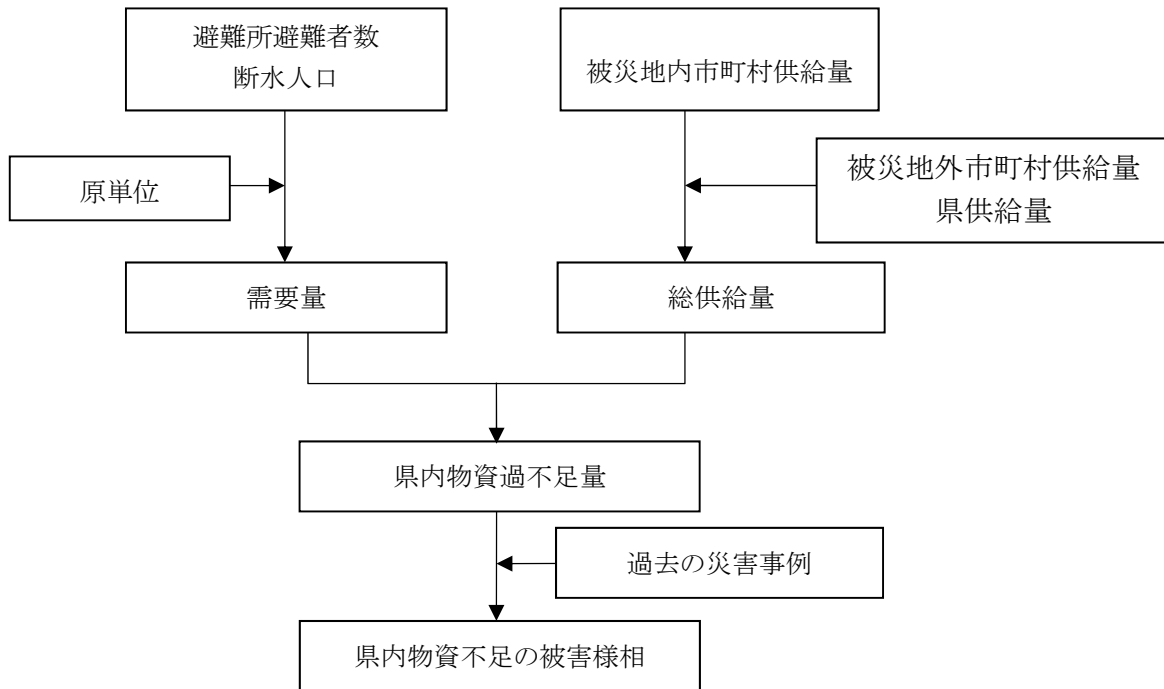 避難所避難者数
断水人口
被災地内市町村供給量
原単位
被災地外市町村供給量
県供給量
需要量
総供給量
県内物資過不足量
過去の災害事例
県内物資不足の被害様相